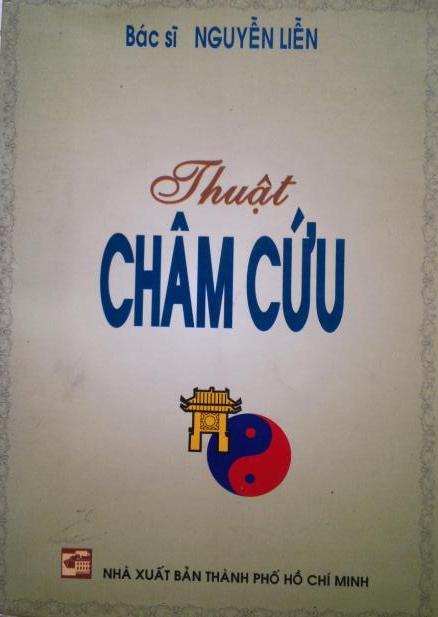 Bác sĩ NGUYỄN LIỄN
Thuật
CHÂM CỨU
NHÀ XUẤT BẢN THÀNH PHỐ HỒ CHÍ MINH